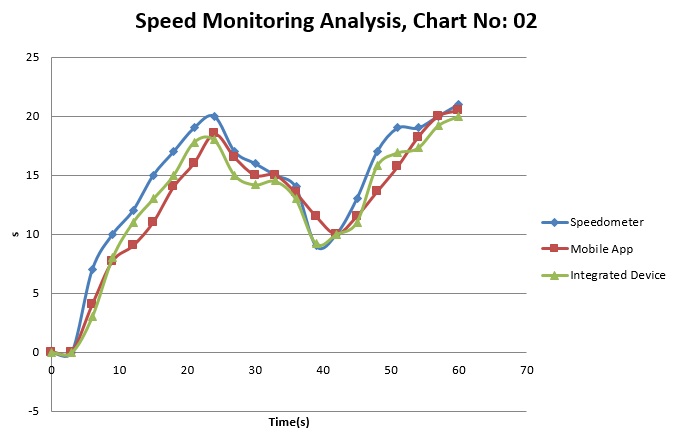 Speed Monitoring Analysis, Chart No: 02
25
20
15
10
5
0
-5
s
0 10 20 30 40 50 60 70
Time(s)
Speedometer
Mobile App
Integrated Device